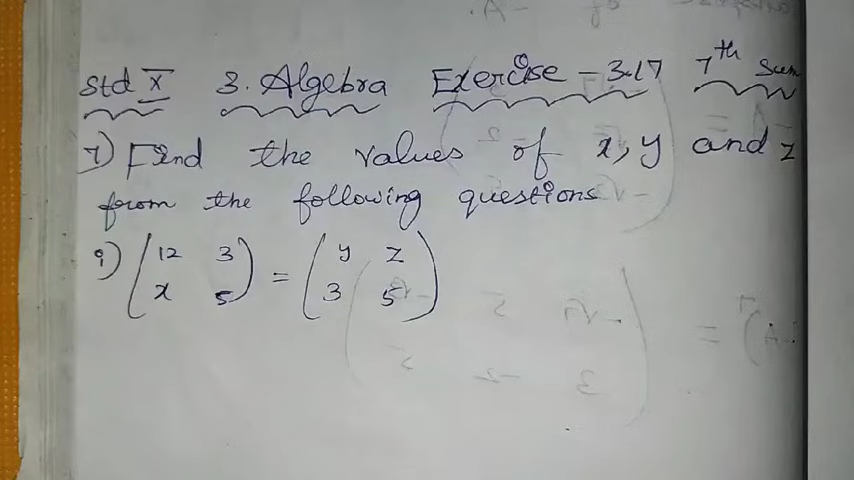 Std X 3. Algebra Exercise - 3.17 7th Sum
7) Find the values of x, y and z
from the following questions
i) (12 3) = (y z)
(x 5) (3 5)